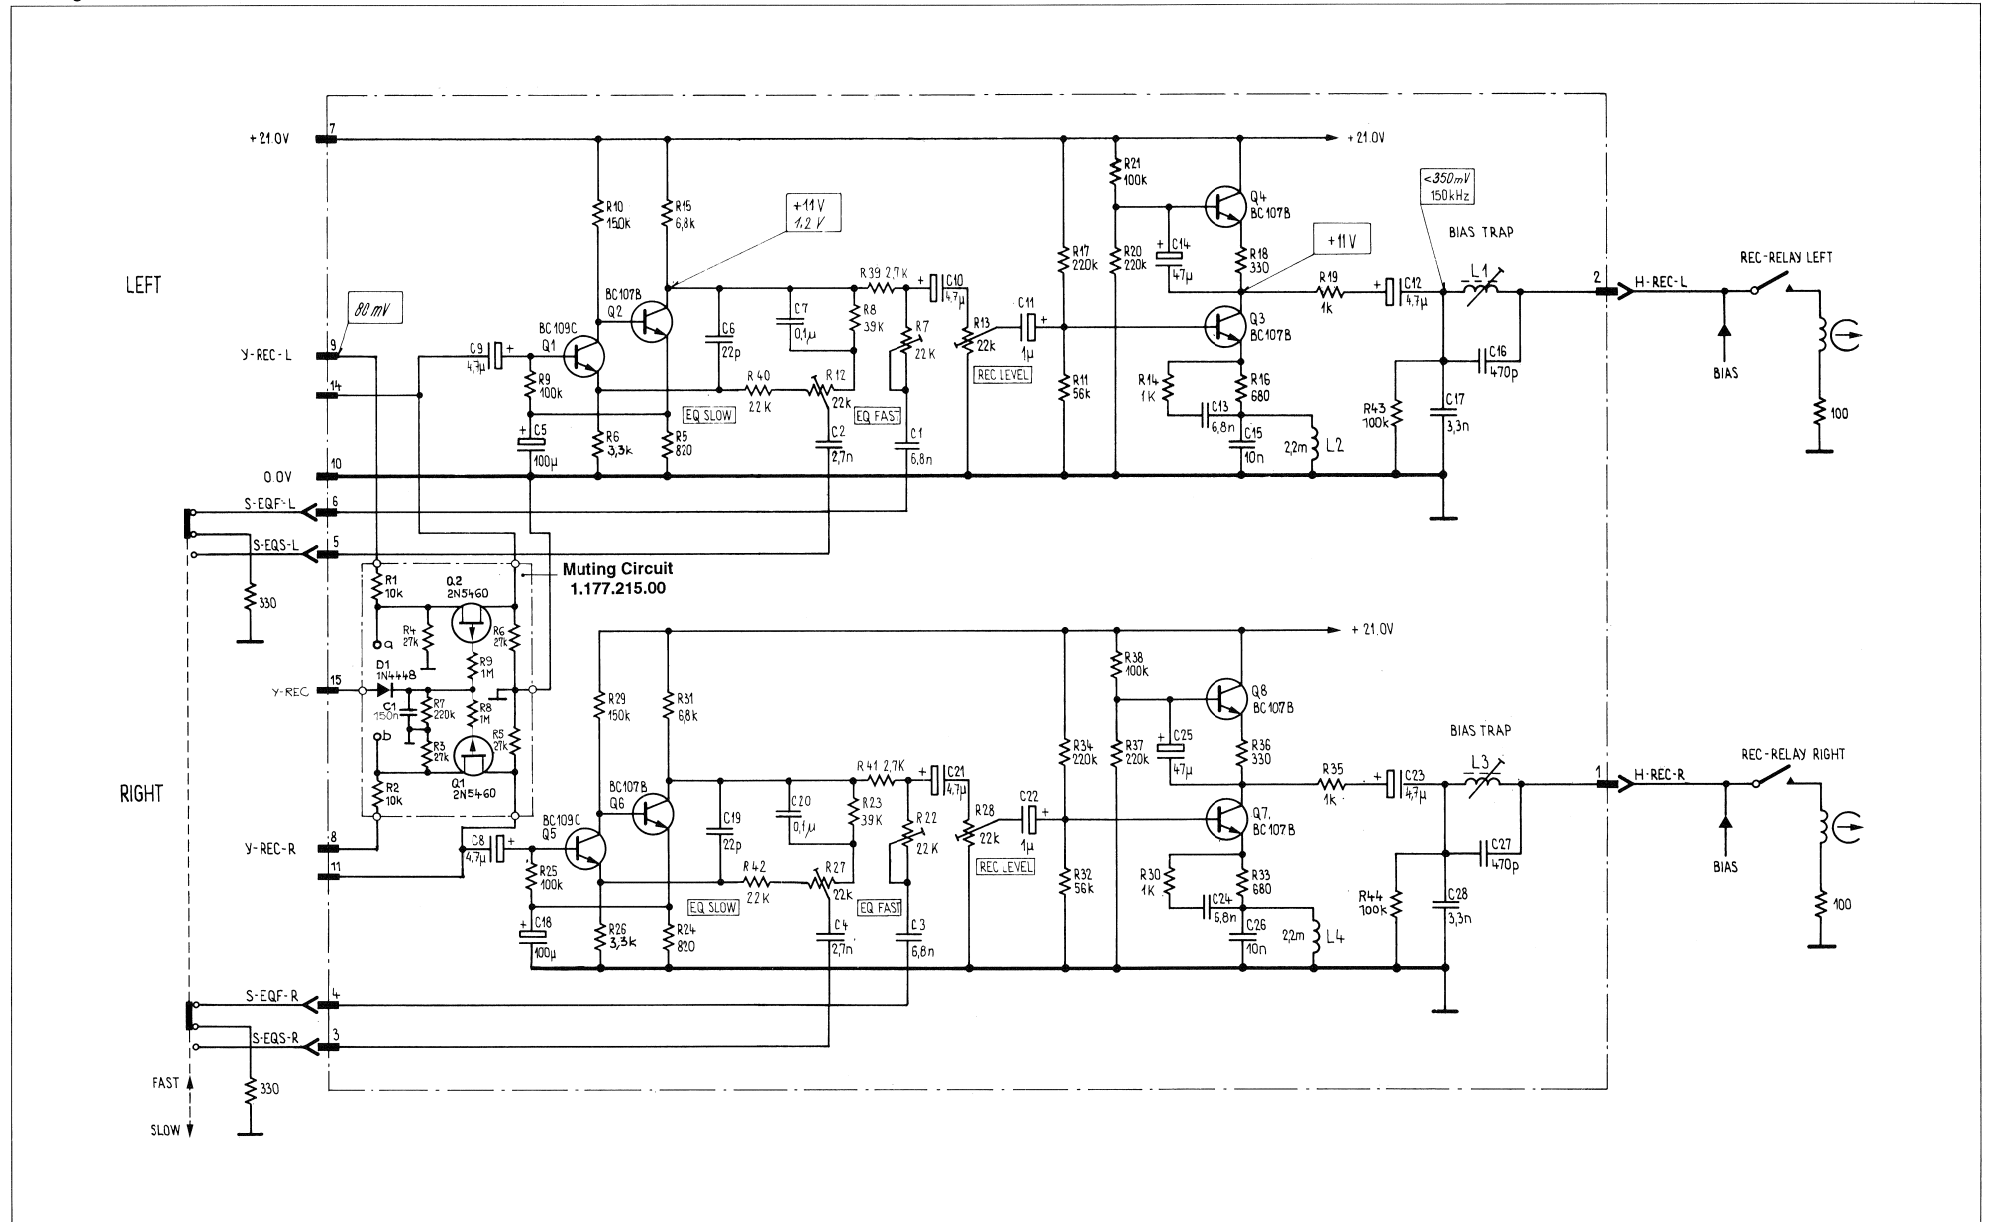 7
+21.0V
+21.0V
R21
100k
<350mV
150kHz
R10
150k
R15
6,8k
+11V
1.2V
Q4
BC107B
+11V
BIAS TRAP
C14
47µ
R17
220k
R20
220k
R18
330
R19
1k
C12
4,7µ
L1
REC-RELAY LEFT
LEFT
R39 2,7K
C10
4,7µ
2
H-REC-L
80mV
BC107B
Q2
C7
0,1µ
R8
39K
R7
22K
R13
22k
C11
1µ
Q3
BC107B
BC109C
Q1
C6
22p
9
Y-REC-L
C9
4,7µ
REC LEVEL
C16
470p
BIAS
14
R9
100k
R40
22K
R12
22k
R11
56k
R14
1K
R16
680
C13
6,8n
R43
100k
C17
3,3n
100
EQ SLOW
EQ FAST
C5
100µ
R6
3,3k
R5
820
C2
2,7n
C1
6,8n
C15
10n
2,2m
L2
10
0.0V
S-EQF-L
6
S-EQS-L
5
Muting Circuit
1.177.215.00
330
R1
10k
Q2
2N5460
R4
27k
R6
27k
a
R9
1M
D1
1N4448
15
Y-REC
C1
150n
R7
220k
R8
1M
b
R3
27k
R5
27k
Q1
2N5460
R2
10k
+21.0V
R38
100k
R29
150k
R31
6,8k
Q8
BC107B
BIAS TRAP
C25
47µ
R34
220k
R37
220k
R36
330
R35
1k
C23
4,7µ
L3
REC-RELAY RIGHT
RIGHT
R41 2,7K
C21
4,7µ
1
H-REC-R
BC107B
Q6
C20
0,1µ
R23
39K
R22
22K
R28
22k
C22
1µ
Q7
BC107B
BC109C
Q5
C19
22p
8
Y-REC-R
C8
4,7µ
REC LEVEL
C27
470p
BIAS
11
R25
100k
R42
22K
R27
22k
R32
56k
R30
1K
R33
680
C24
6,8n
R44
100k
C28
3,3n
100
EQ SLOW
EQ FAST
C18
100µ
R26
3,3k
R24
820
C4
2,7n
C3
6,8n
C26
10n
2,2m
L4
S-EQF-R
4
S-EQS-R
3
FAST
330
SLOW